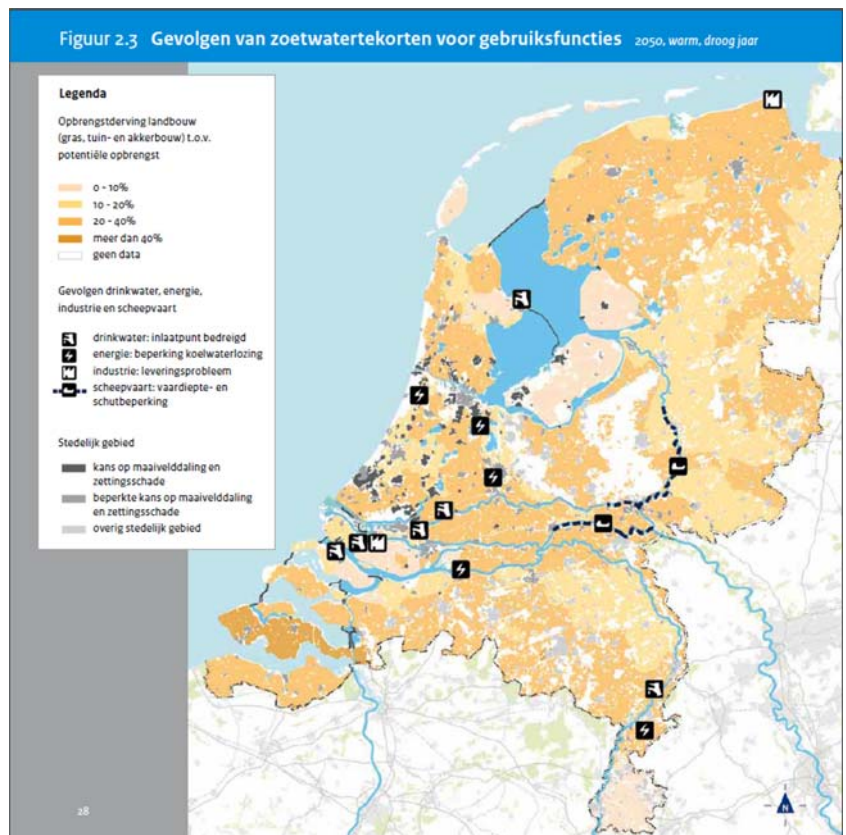 Figuur 2.3 Gevolgen van zoetwatertekorten voor gebruiksfuncties 2050, warm, droog jaar
Legenda
Opbrengstderving landbouw
(gras, tuin- en akkerbouw) t.o.v.
potentiële opbrengst
0 - 10%
10 - 20%
20 - 40%
meer dan 40%
geen data
Gevolgen drinkwater, energie,
industrie en scheepvaart
drinkwater: inlaatpunt bedreigd
energie: beperking koelwaterlozing
industrie: leveringsprobleem
scheepvaart: vaardiepte- en
schutbeperking
Stedelijk gebied
kans op maaivelddaling en
zettingsschade
beperkte kans op maaivelddaling
en zettingsschade
overig stedelijk gebied
28
N